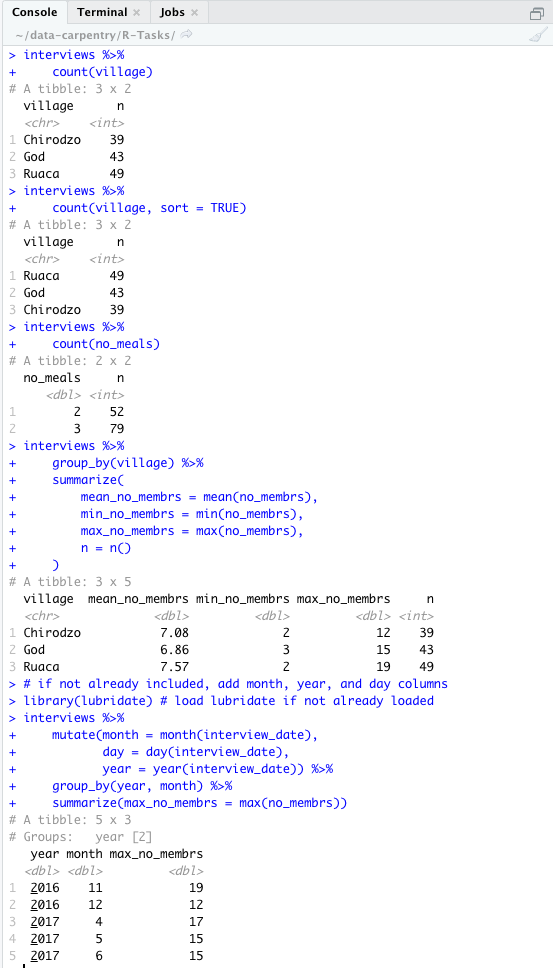 Console Terminal × Jobs ×
~/data-carpentry/R-Tasks/
> interviews %>%
+     count(village)
# A tibble: 3 x 2
  village      n
  <chr>    <int>
1 Chirodzo    39
2 God         43
3 Ruaca       49
> interviews %>%
+     count(village, sort = TRUE)
# A tibble: 3 x 2
  village      n
  <chr>    <int>
1 Ruaca       49
2 God         43
3 Chirodzo    39
> interviews %>%
+     count(no_meals)
# A tibble: 2 x 2
  no_meals     n
     <dbl> <int>
1        2    52
2        3    79
> interviews %>%
+     group_by(village) %>%
+     summarize(
+         mean_no_membrs = mean(no_membrs),
+         min_no_membrs = min(no_membrs),
+         max_no_membrs = max(no_membrs),
+         n = n()
+     )
# A tibble: 3 x 5
  village  mean_no_membrs min_no_membrs max_no_membrs     n
  <chr>             <dbl>         <dbl>         <dbl> <int>
1 Chirodzo           7.08             2            12    39
2 God                6.86             3            15    43
3 Ruaca              7.57             2            19    49
> # if not already included, add month, year, and day columns
> library(lubridate) # load lubridate if not already loaded
> interviews %>%
+     mutate(month = month(interview_date),
+            day = day(interview_date),
+            year = year(interview_date)) %>%
+     group_by(year, month) %>%
+     summarize(max_no_membrs = max(no_membrs))
# A tibble: 5 x 3
# Groups:   year [2]
   year month max_no_membrs
  <dbl> <dbl>         <dbl>
1  2016    11            19
2  2016    12            12
3  2017     4            17
4  2017     5            15
5  2017     6            15